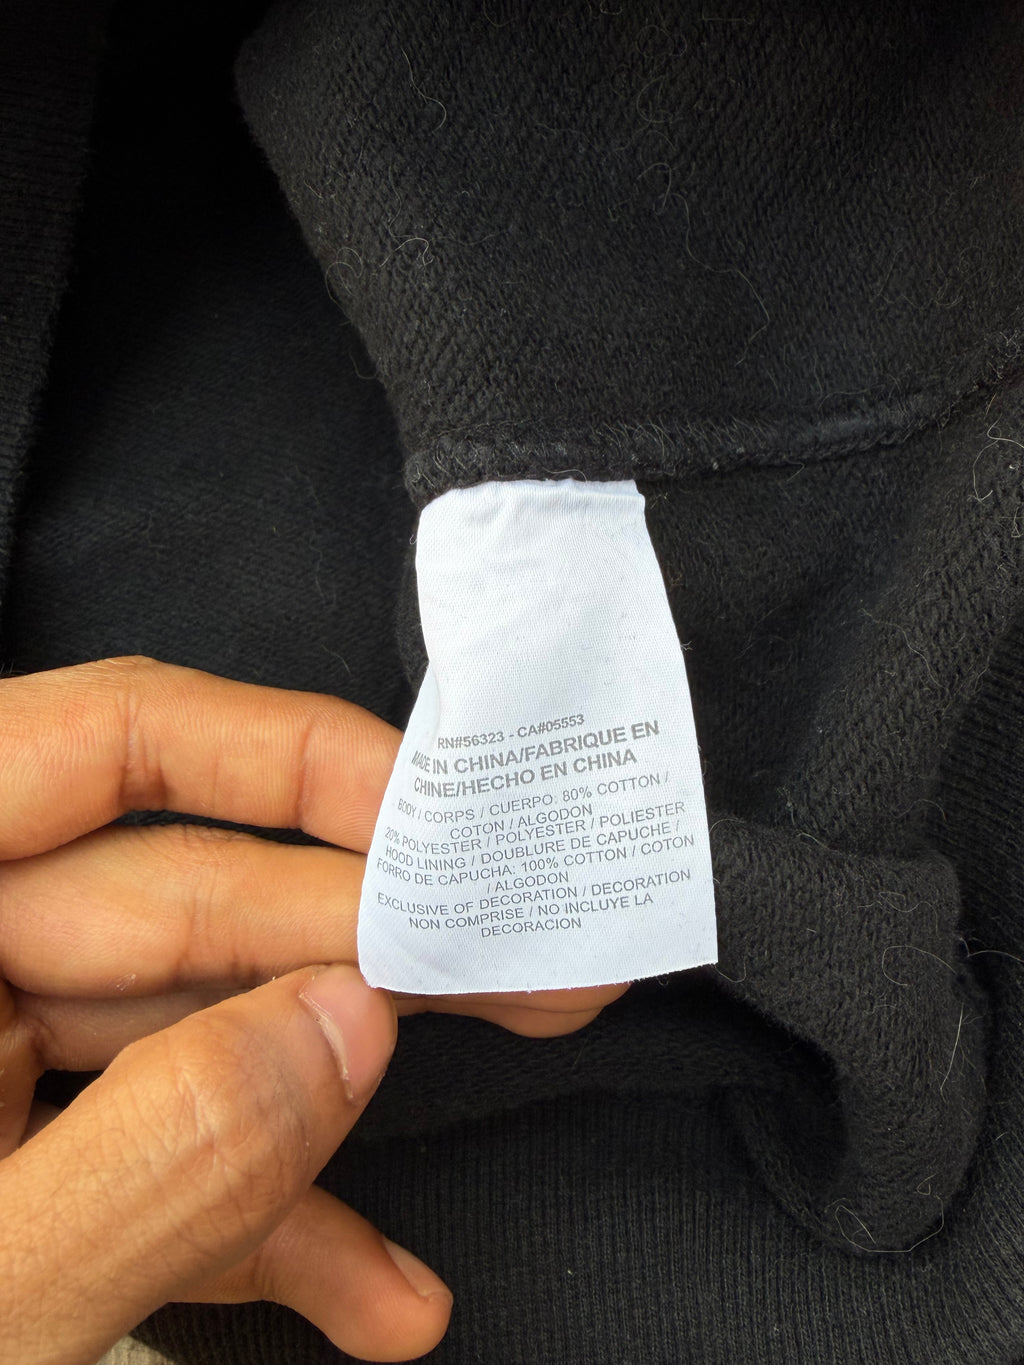 RN#56323 - CA#05553
MADE IN CHINA/FABRIQUE EN
CHINE/HECHO EN CHINA
BODY / CORPS / CUERPO: 80% COTTON /
COTON / ALGODON
20% POLYESTER / POLYESTER / POLIESTER
HOOD LINING / DOUBLURE DE CAPUCHE /
FORRO DE CAPUCHA: 100% COTTON / COTON
/ ALGODON
EXCLUSIVE OF DECORATION / DECORATION
NON COMPRISE / NO INCLUYE LA
DECORACION